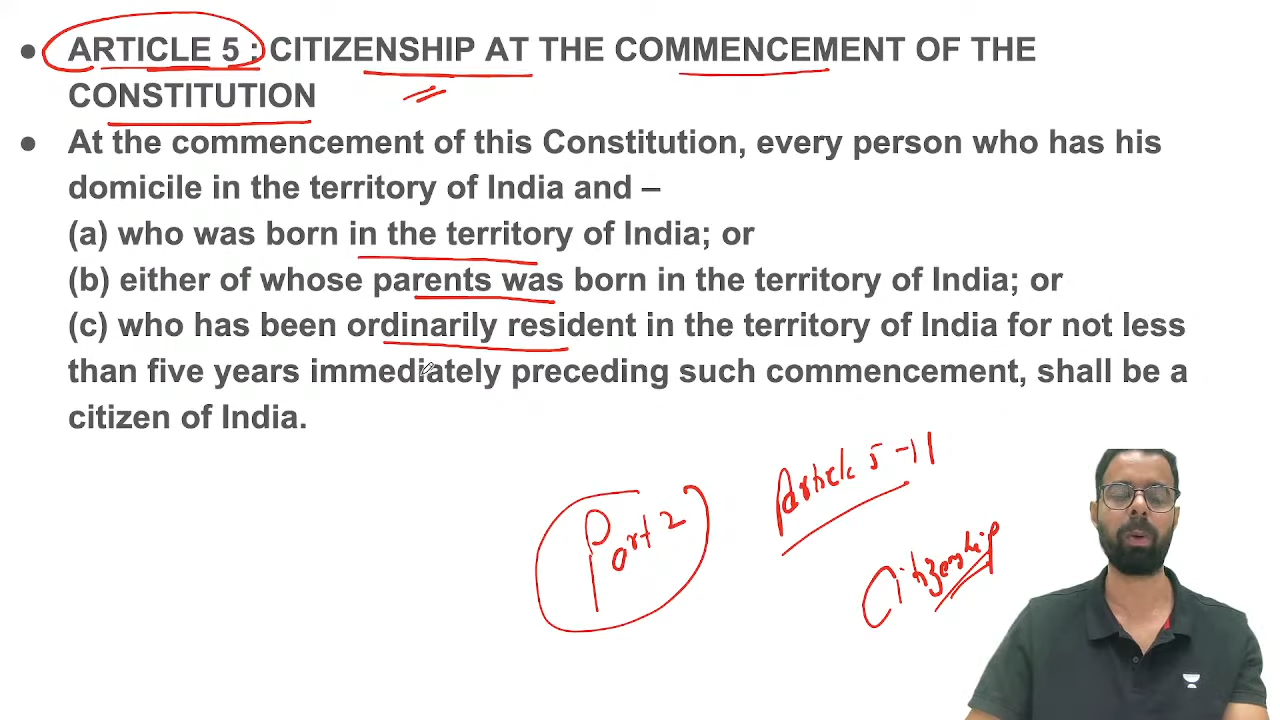 ● ARTICLE 5 : CITIZENSHIP AT THE COMMENCEMENT OF THE
CONSTITUTION
● At the commencement of this Constitution, every person who has his
domicile in the territory of India and –
(a) who was born in the territory of India; or
(b) either of whose parents was born in the territory of India; or
(c) who has been ordinarily resident in the territory of India for not less
than five years immediately preceding such commencement, shall be a
citizen of India.
Part 2
Article 5-11
Citizenship